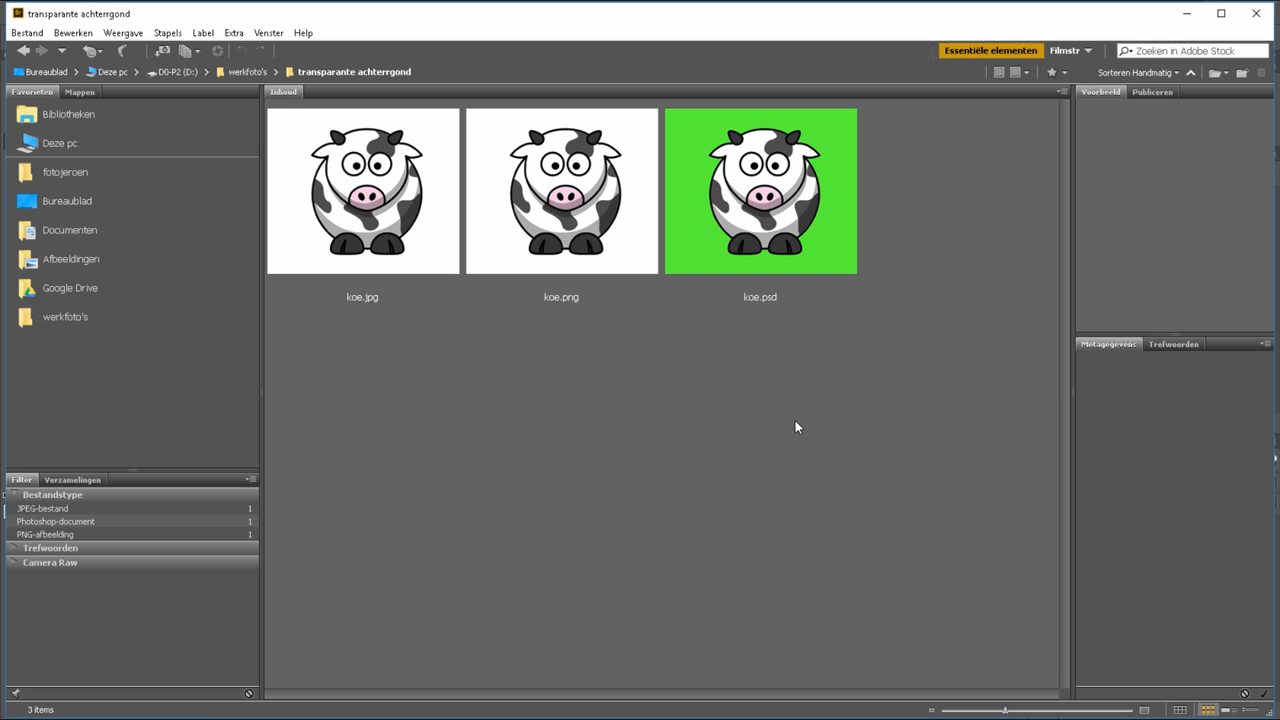 Br transparante achterrgond
Bestand Bewerken Weergave Stapels Label Extra Venster Help
Essentiële elementen Filmstr Zoeken in Adobe Stock
Bureaublad Deze pc D0-P2 (D:) werkfoto's transparante achterrgond Sorteren Handmatig
Favorieten Mappen
Bibliotheken
Deze pc
fotojeroen
Bureaublad
Documenten
Afbeeldingen
Google Drive
werkfoto's
Filter Verzamelingen
Bestandstype
JPEG-bestand 1
Photoshop-document 1
PNG-afbeelding 1
Trefwoorden
Camera Raw
Inhoud
koe.jpg koe.png koe.psd
Voorbeeld Publiceren
Metagegevens Trefwoorden
3 items